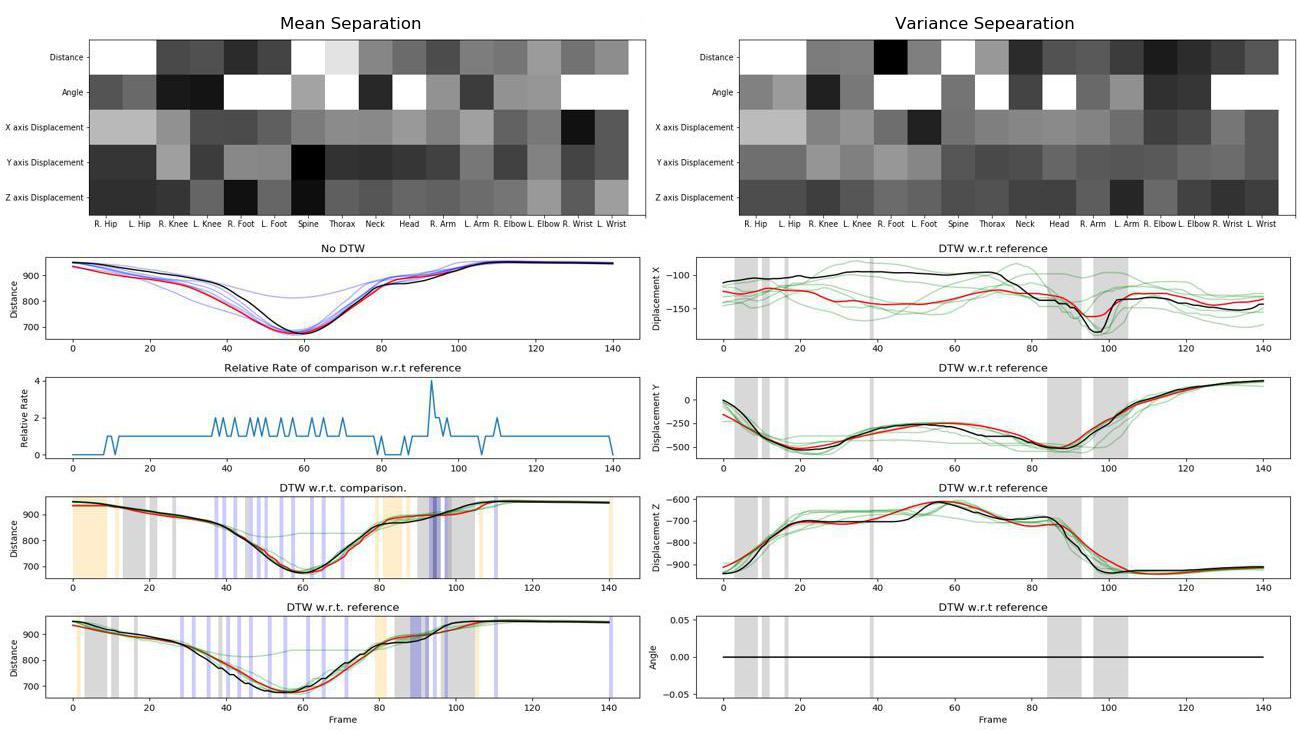 Mean Separation
Distance
Angle
X axis Displacement
Y axis Displacement
Z axis Displacement
R. Hip L. Hip R. Knee L. Knee R. Foot L. Foot Spine Thorax Neck Head R. Arm L. Arm R. Elbow L. Elbow R. Wrist L. Wrist
Variance Sepearation
Distance
Angle
X axis Displacement
Y axis Displacement
Z axis Displacement
R. Hip L. Hip R. Knee L. Knee R. Foot L. Foot Spine Thorax Neck Head R. Arm L. Arm R. Elbow L. Elbow R. Wrist L. Wrist
No DTW
Distance
900
800
700
0 20 40 60 80 100 120 140
Relative Rate of comparison w.r.t reference
Relative Rate
4
2
0
0 20 40 60 80 100 120 140
DTW w.r.t. comparison.
Distance
900
800
700
0 20 40 60 80 100 120 140
DTW w.r.t. reference
Distance
900
800
700
0 20 40 60 80 100 120 140
Frame
DTW w.r.t reference
Diplacement X
−100
−150
0 20 40 60 80 100 120 140
DTW w.r.t reference
Displacement Y
0
−250
−500
0 20 40 60 80 100 120 140
DTW w.r.t reference
Displacement Z
−600
−700
−800
−900
0 20 40 60 80 100 120 140
DTW w.r.t reference
Angle
0.05
0.00
−0.05
0 20 40 60 80 100 120 140
Frame